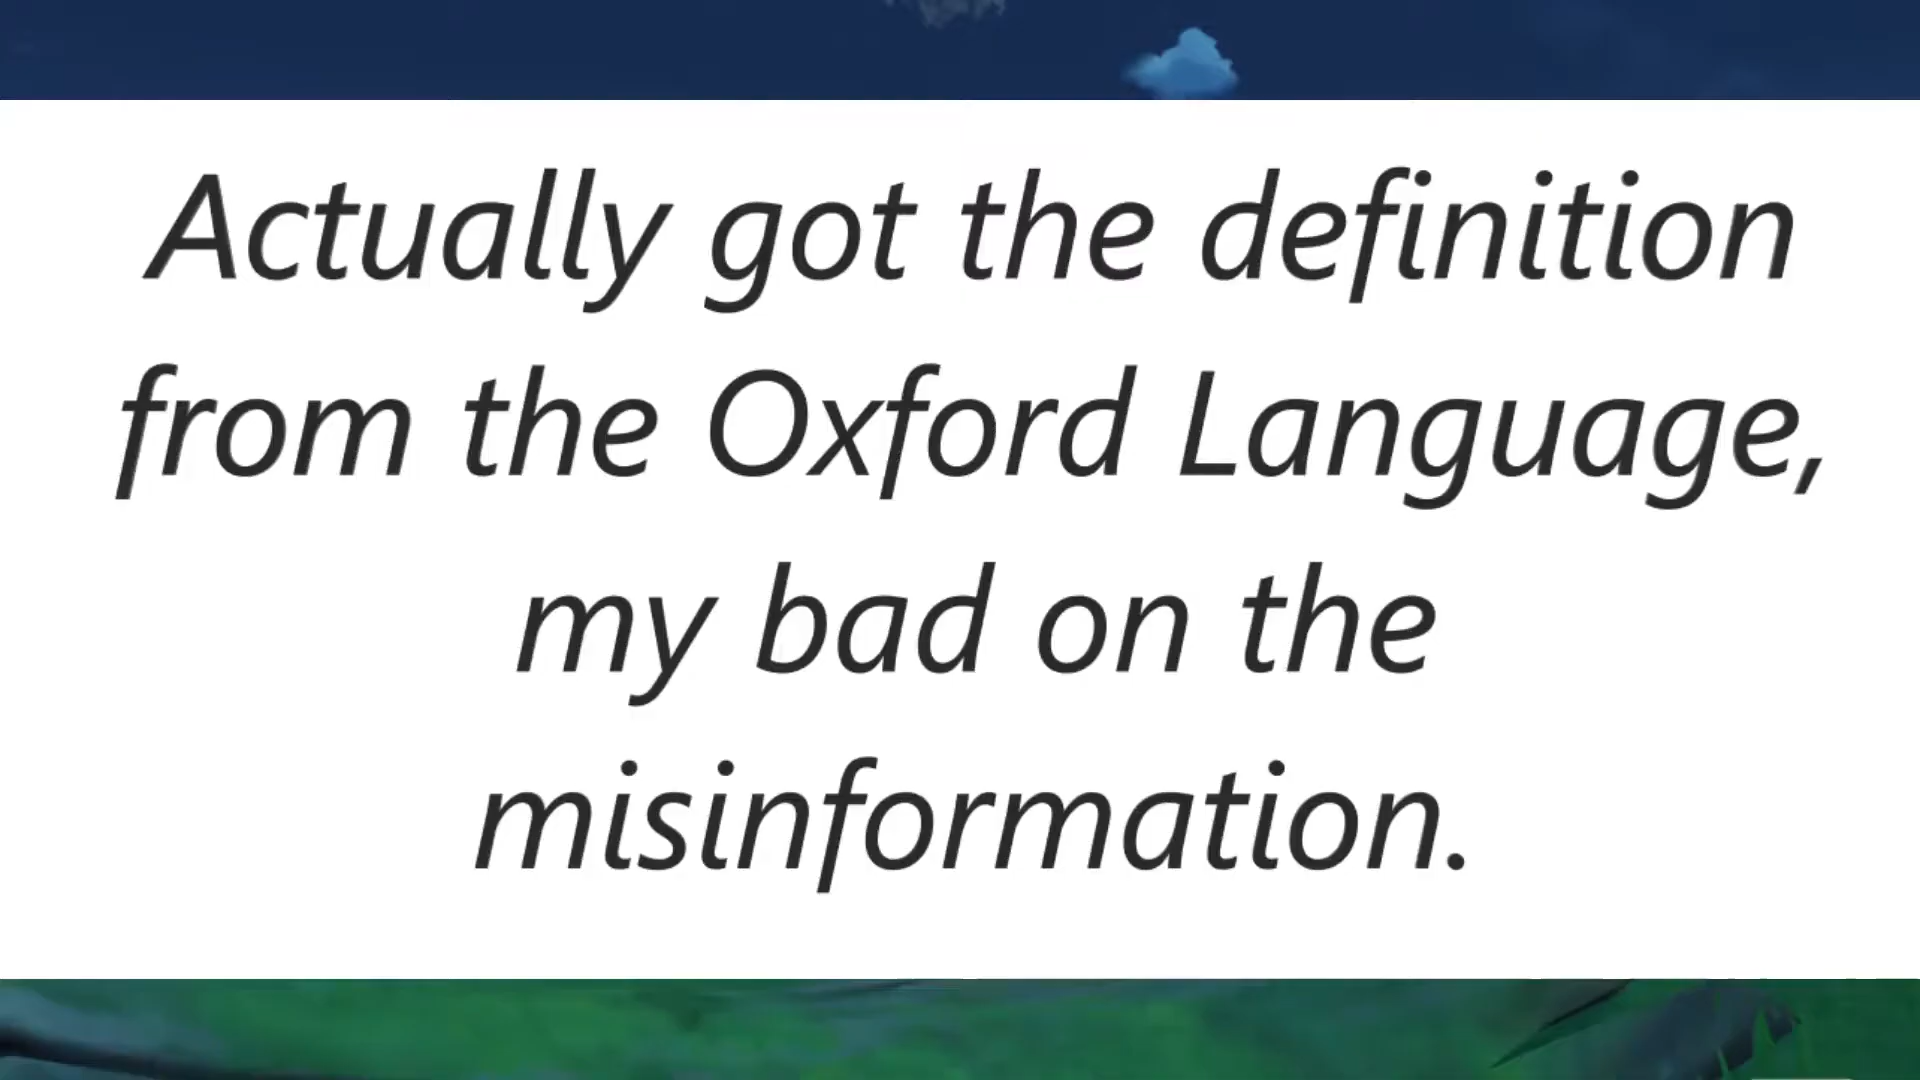 Actually got the definition
from the Oxford Language,
my bad on the
misinformation.